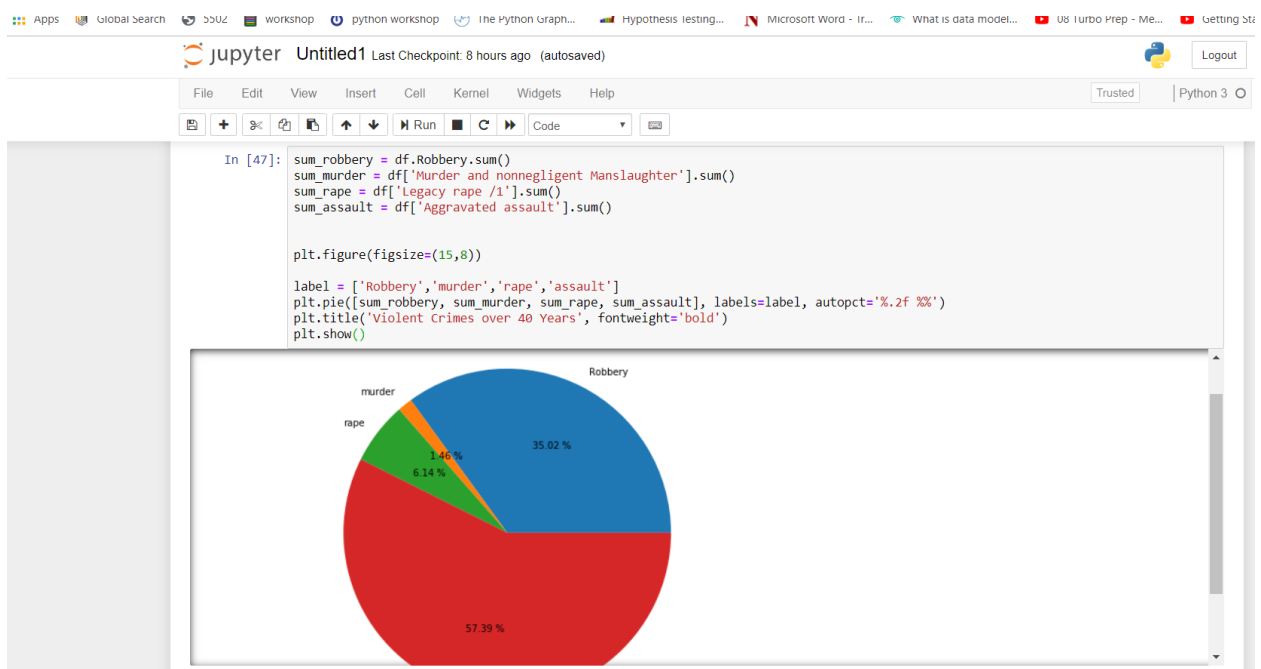 Apps Global Search 5502 workshop python workshop The Python Graph... Hypothesis Testing... Microsoft Word - Tr... What is data model... 08 Turbo Prep - Me... Getting Sta
jupyter Untitled1 Last Checkpoint: 8 hours ago (autosaved) Logout
File Edit View Insert Cell Kernel Widgets Help Trusted Python 3
Run Code
In [47]: sum_robbery = df.Robbery.sum()
sum_murder = df['Murder and nonnegligent Manslaughter'].sum()
sum_rape = df['Legacy rape /1'].sum()
sum_assault = df['Aggravated assault'].sum()
plt.figure(figsize=(15,8))
label = ['Robbery','murder','rape','assault']
plt.pie([sum_robbery, sum_murder, sum_rape, sum_assault], labels=label, autopct='%.2f %%')
plt.title('Violent Crimes over 40 Years', fontweight='bold')
plt.show()
Robbery
murder
rape
35.02 %
1.46 %
6.14 %
57.39 %